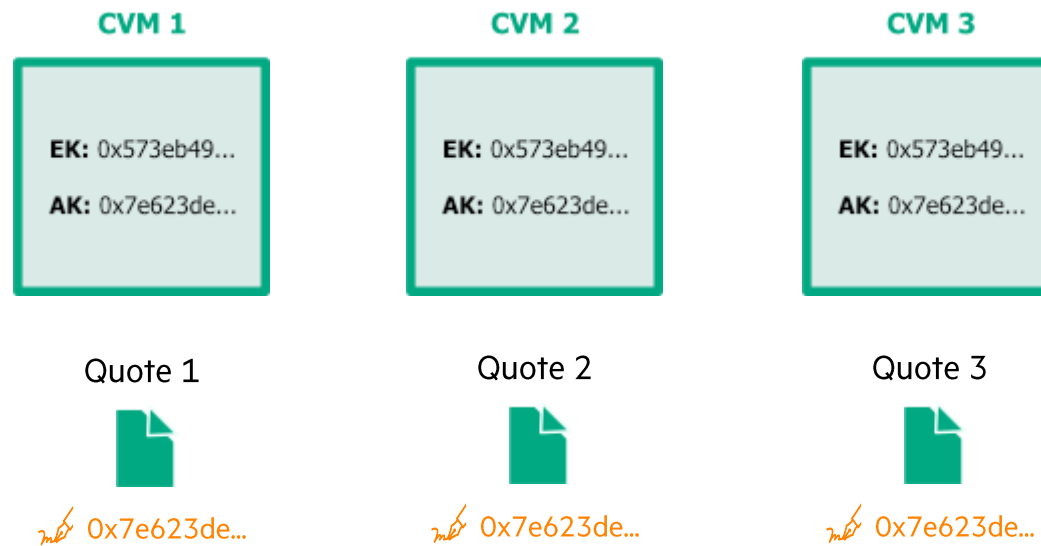 CVM 1
CVM 2
CVM 3
EK: 0x573eb49...
AK: 0x7e623de...
EK: 0x573eb49...
AK: 0x7e623de...
EK: 0x573eb49...
AK: 0x7e623de...
Quote 1
Quote 2
Quote 3
0x7e623de...
0x7e623de...
0x7e623de...